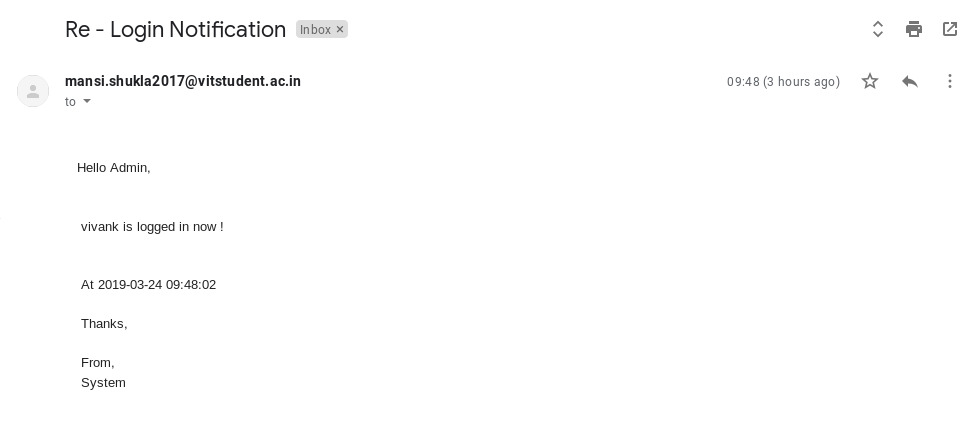 Re - Login Notification Inbox ×
mansi.shukla2017@vitstudent.ac.in 09:48 (3 hours ago)
to
Hello Admin,
vivank is logged in now !
At 2019-03-24 09:48:02
Thanks,
From,
System